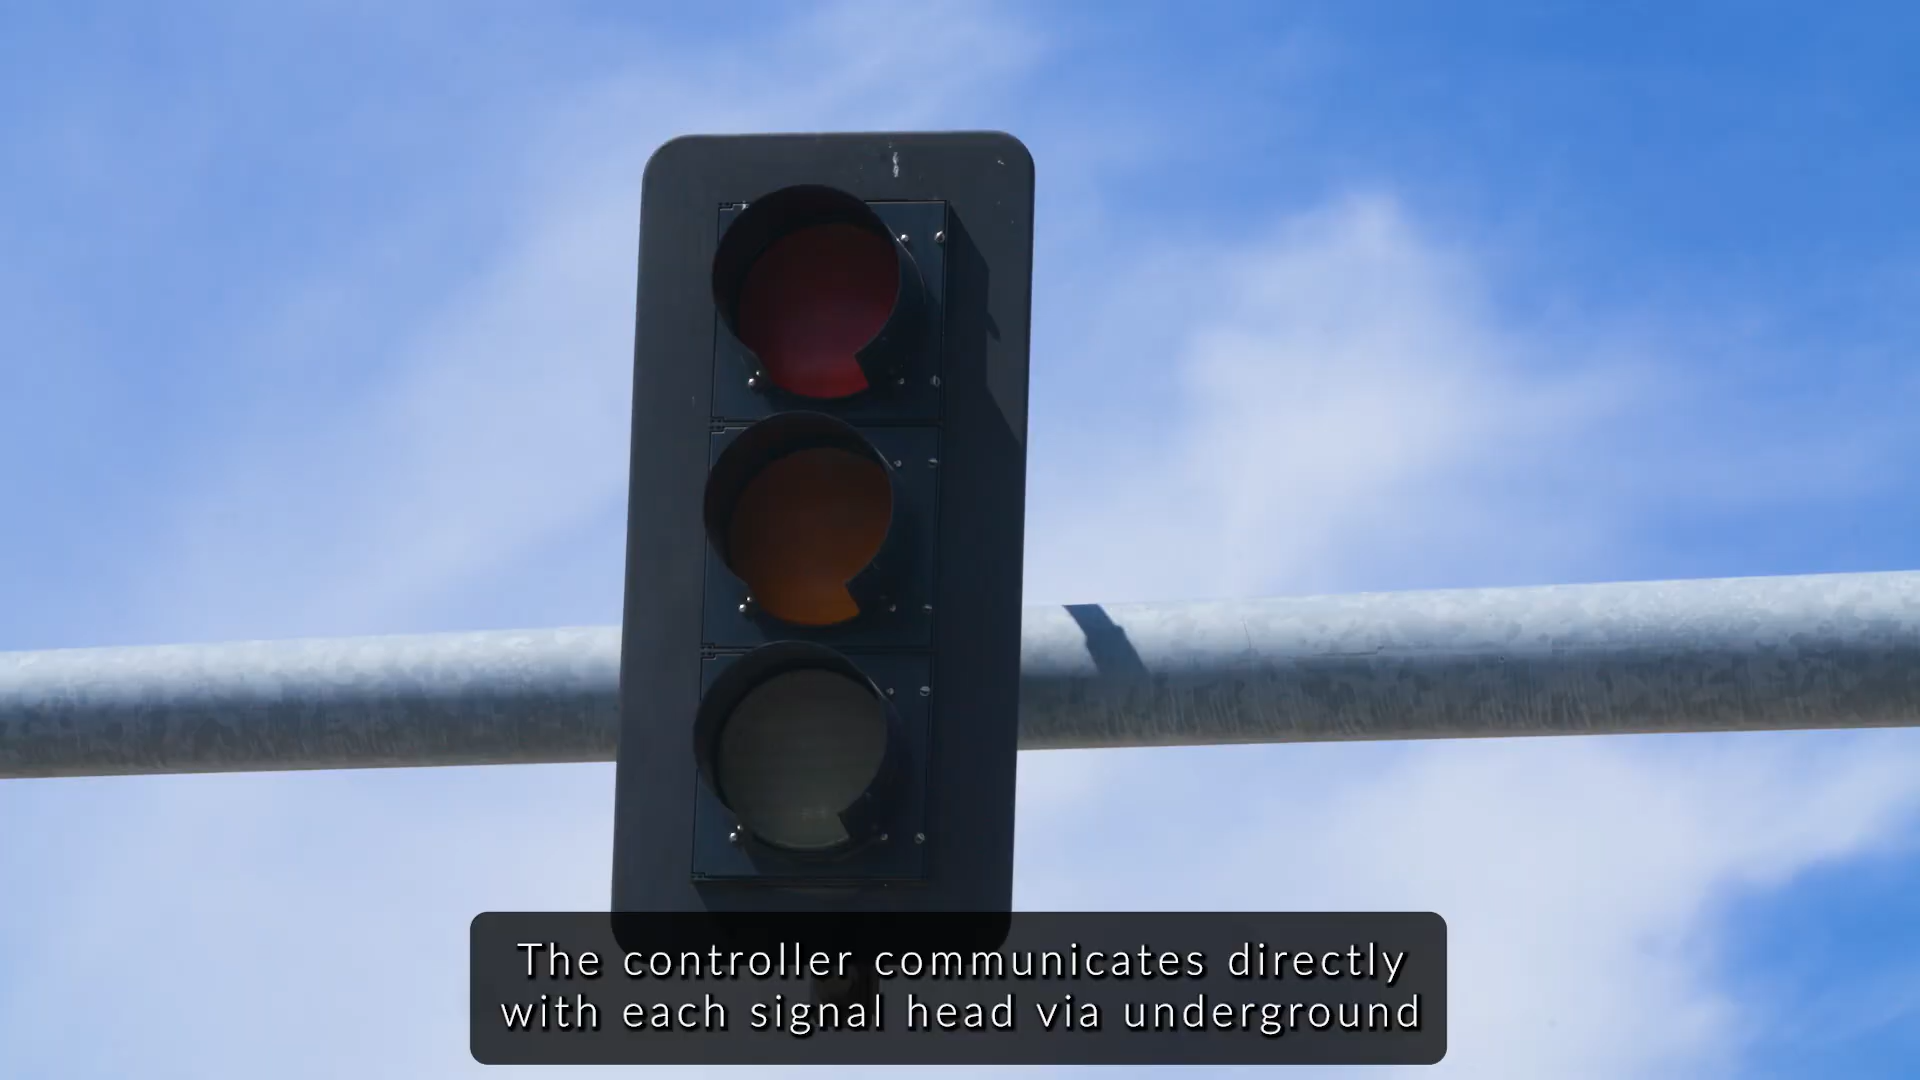 The controller communicates directly
with each signal head via underground